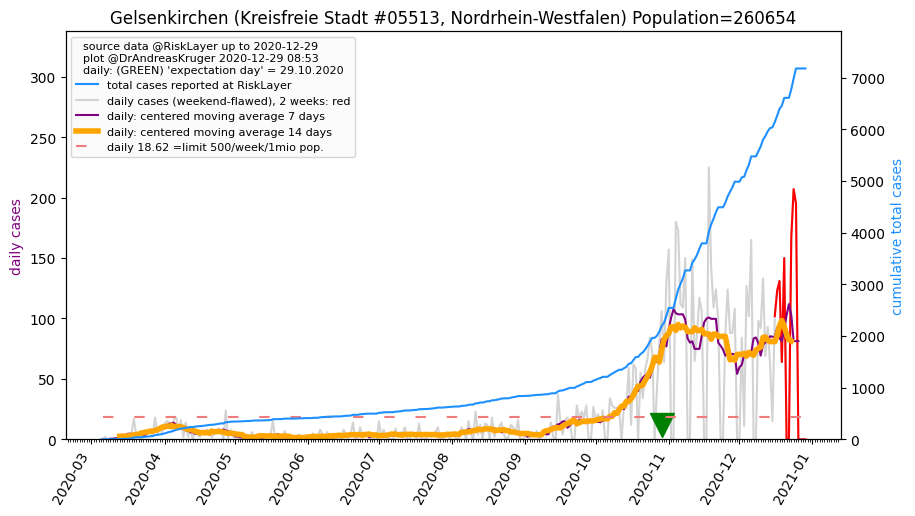 Gelsenkirchen (Kreisfreie Stadt #05513, Nordrhein-Westfalen) Population=260654
source data @RiskLayer up to 2020-12-29
plot @DrAndreasKruger 2020-12-29 08:53
daily: (GREEN) 'expectation day' = 29.10.2020
total cases reported at RiskLayer
daily cases (weekend-flawed), 2 weeks: red
daily: centered moving average 7 days
daily: centered moving average 14 days
daily 18.62 =limit 500/week/1mio pop.
daily cases
300
250
200
150
100
50
0
cumulative total cases
7000
6000
5000
4000
3000
2000
1000
0
2020-03
2020-04
2020-05
2020-06
2020-07
2020-08
2020-09
2020-10
2020-11
2020-12
2021-01